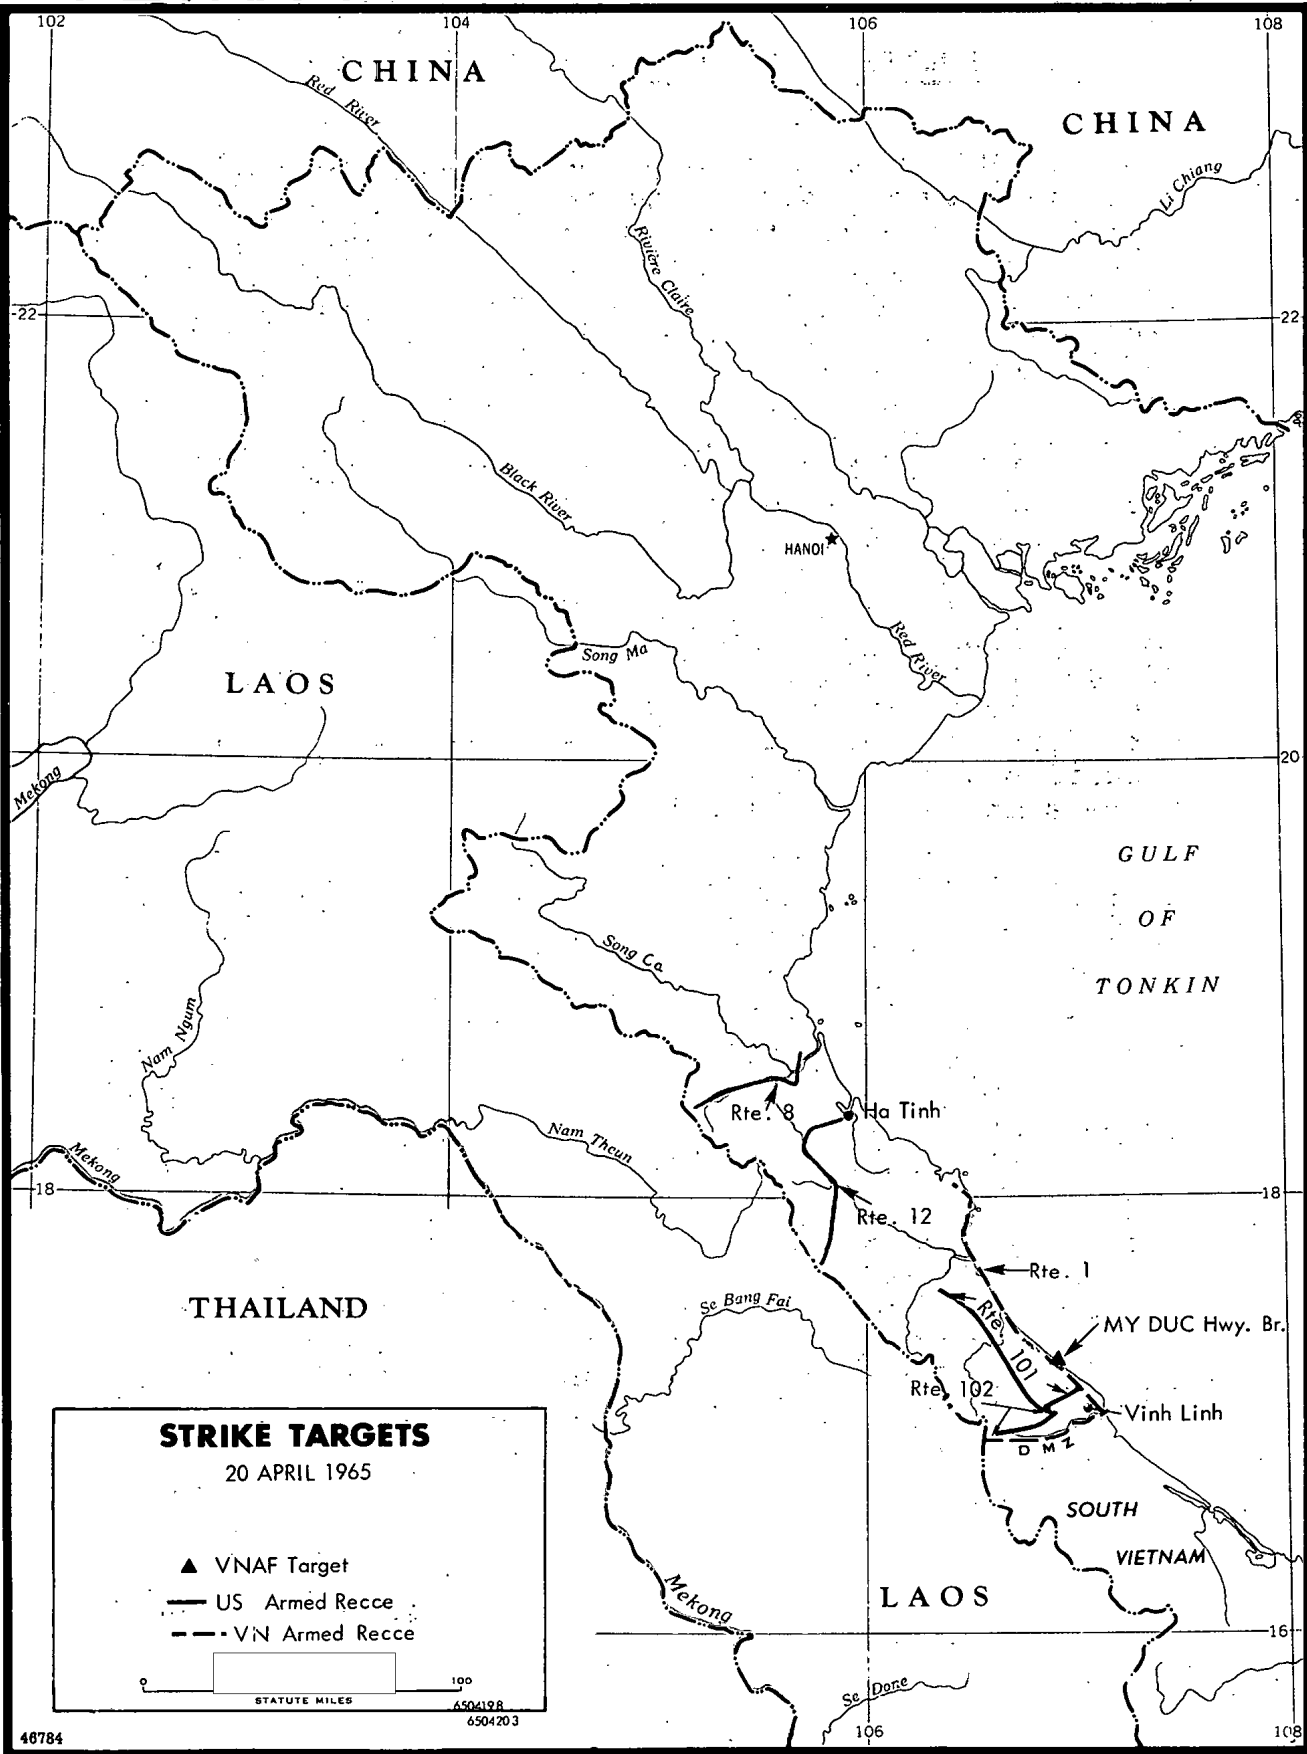 102
104
106
108
CHINA
Red River
CHINA
Li Chiang
Rivière Claire
22
22
Black River
HANOI
Red River
Song Ma
LAOS
20
Mekong
GULF
OF
TONKIN
Song Ca
Nam Ngum
Rte. 8
Ha Tinh
Nam Theun
Mekong
18
18
Rte. 12
Rte. 1
THAILAND
Se Bang Fai
Rte 101
MY DUC Hwy. Br.
Rte. 102
Vinh Linh
DMZ
SOUTH
VIETNAM
LAOS
Mekong
16
Se Done
106
108
STRIKE TARGETS
20 APRIL 1965
▲ VNAF Target
US Armed Recce
VN Armed Recce
0 100
STATUTE MILES
650419B
6504203
46784